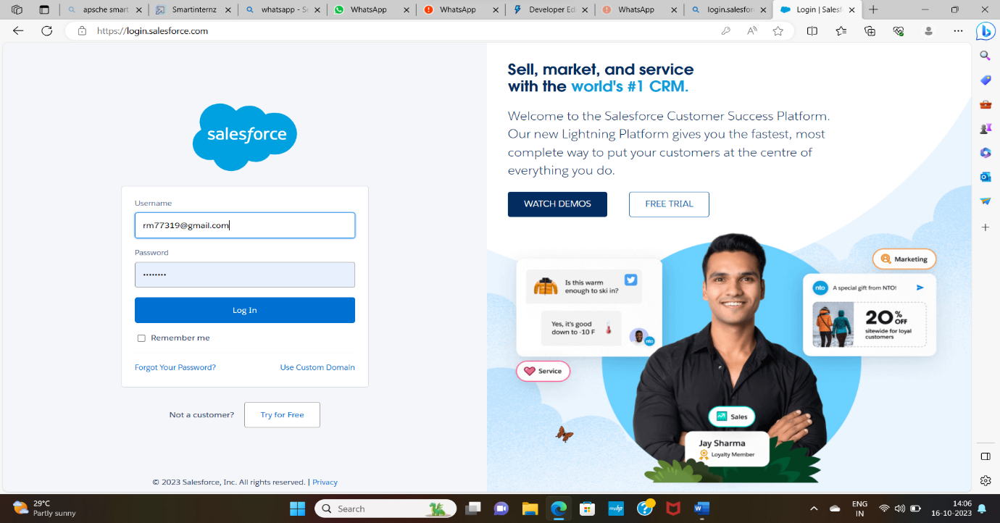 apsche smart
Smartinternz
whatsapp - Se
WhatsApp
WhatsApp
Developer Edi
WhatsApp
login.salesfor
Login | Salesf
https://login.salesforce.com
salesforce
Username
rm77319@gmail.com
Password
••••••••
Log In
Remember me
Forgot Your Password?
Use Custom Domain
Not a customer?
Try for Free
© 2023 Salesforce, Inc. All rights reserved. | Privacy
Sell, market, and service
with the world's #1 CRM.
Welcome to the Salesforce Customer Success Platform.
Our new Lightning Platform gives you the fastest, most
complete way to put your customers at the centre of
everything you do.
WATCH DEMOS
FREE TRIAL
Is this warm
enough to ski in?
Yes, it's good
down to -10 F
nto
Service
Marketing
nto
A special gift from NTO!
20% OFF
sitewide for loyal
customers
Sales
Jay Sharma
Loyalty Member
29°C
Partly sunny
Search
myhp
ENG
IN
14:06
16-10-2023